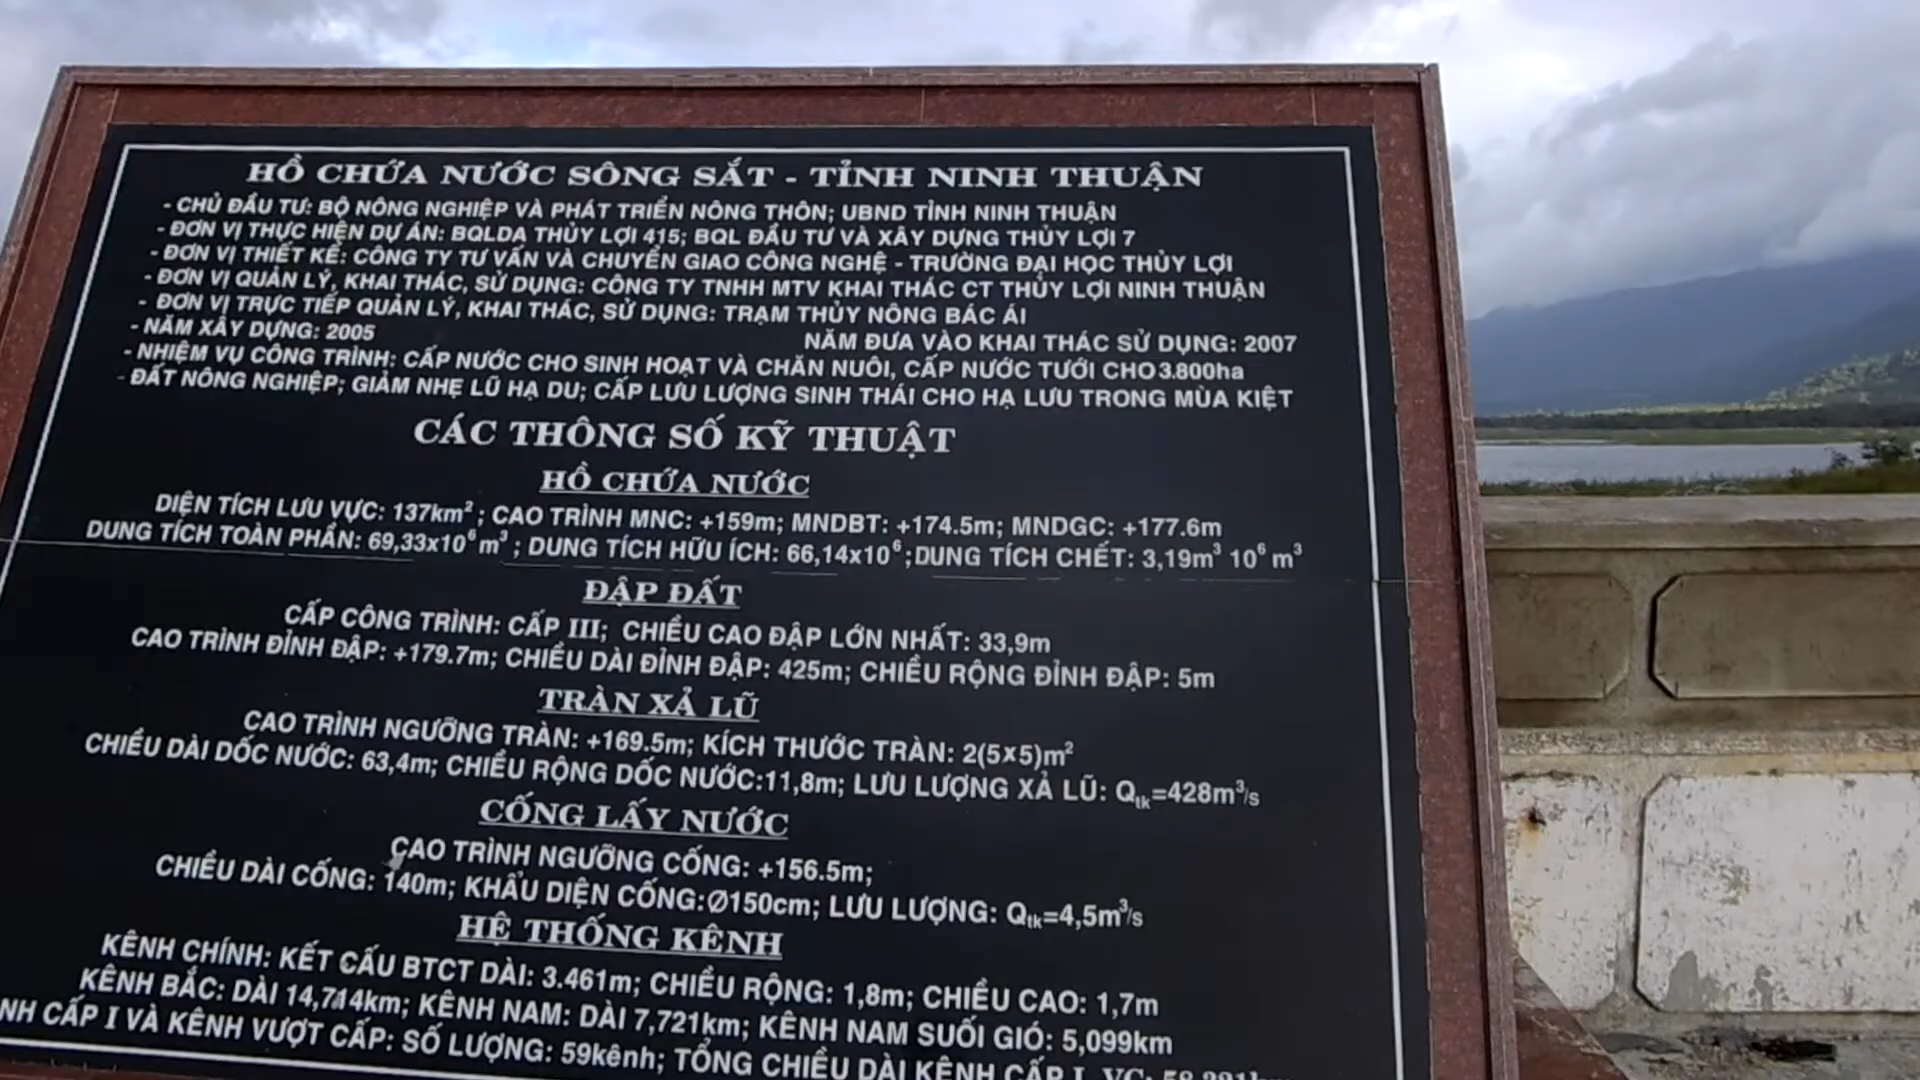 HỒ CHỨA NƯỚC SÔNG SẮT - TỈNH NINH THUẬN
- CHỦ ĐẦU TƯ: BỘ NÔNG NGHIỆP VÀ PHÁT TRIỂN NÔNG THÔN; UBND TỈNH NINH THUẬN
- ĐƠN VỊ THỰC HIỆN DỰ ÁN: BQLDA THỦY LỢI 415; BQL ĐẦU TƯ VÀ XÂY DỰNG THỦY LỢI 7
- ĐƠN VỊ THIẾT KẾ: CÔNG TY TƯ VẤN VÀ CHUYỂN GIAO CÔNG NGHỆ - TRƯỜNG ĐẠI HỌC THỦY LỢI
- ĐƠN VỊ QUẢN LÝ, KHAI THÁC, SỬ DỤNG: CÔNG TY TNHH MTV KHAI THÁC CT THỦY LỢI NINH THUẬN
- ĐƠN VỊ TRỰC TIẾP QUẢN LÝ, KHAI THÁC, SỬ DỤNG: TRẠM THỦY NÔNG BÁC ÁI
- NĂM XÂY DỰNG: 2005 NĂM ĐƯA VÀO KHAI THÁC SỬ DỤNG: 2007
- NHIỆM VỤ CÔNG TRÌNH: CẤP NƯỚC CHO SINH HOẠT VÀ CHĂN NUÔI, CẤP NƯỚC TƯỚI CHO 3.800ha
- ĐẤT NÔNG NGHIỆP; GIẢM NHẸ LŨ HẠ DU; CẤP LƯU LƯỢNG SINH THÁI CHO HẠ LƯU TRONG MÙA KIỆT
CÁC THÔNG SỐ KỸ THUẬT
HỒ CHỨA NƯỚC
DIỆN TÍCH LƯU VỰC: 137km²; CAO TRÌNH MNC: +159m; MNDBT: +174.5m; MNDGC: +177.6m
DUNG TÍCH TOÀN PHẦN: 69,33x10⁶m³; DUNG TÍCH HỮU ÍCH: 66,14x10⁶; DUNG TÍCH CHẾT: 3,19m³ 10⁶ m³
ĐẬP ĐẤT
CẤP CÔNG TRÌNH: CẤP III; CHIỀU CAO ĐẬP LỚN NHẤT: 33,9m
CAO TRÌNH ĐỈNH ĐẬP: +179.7m; CHIỀU DÀI ĐỈNH ĐẬP: 425m; CHIỀU RỘNG ĐỈNH ĐẬP: 5m
TRÀN XẢ LŨ
CAO TRÌNH NGƯỠNG TRÀN: +169.5m; KÍCH THƯỚC TRÀN: 2(5x5)m²
CHIỀU DÀI DỐC NƯỚC: 63,4m; CHIỀU RỘNG DỐC NƯỚC:11,8m; LƯU LƯỢNG XẢ LŨ: Qtk=428m³/s
CỐNG LẤY NƯỚC
CAO TRÌNH NGƯỠNG CỐNG: +156.5m;
CHIỀU DÀI CỐNG: 140m; KHẨU DIỆN CỐNG:Ø150cm; LƯU LƯỢNG: Qtk=4,5m³/s
HỆ THỐNG KÊNH
KÊNH CHÍNH: KẾT CẤU BTCT DÀI: 3.461m; CHIỀU RỘNG: 1,8m; CHIỀU CAO: 1,7m
KÊNH BẮC: DÀI 14,714km; KÊNH NAM: DÀI 7,721km; KÊNH NAM SUỐI GIÓ: 5,099km
CẤP I VÀ KÊNH VƯỢT CẤP: SỐ LƯỢNG: 59kênh; TỔNG CHIỀU DÀI KÊNH CẤP I, VC: